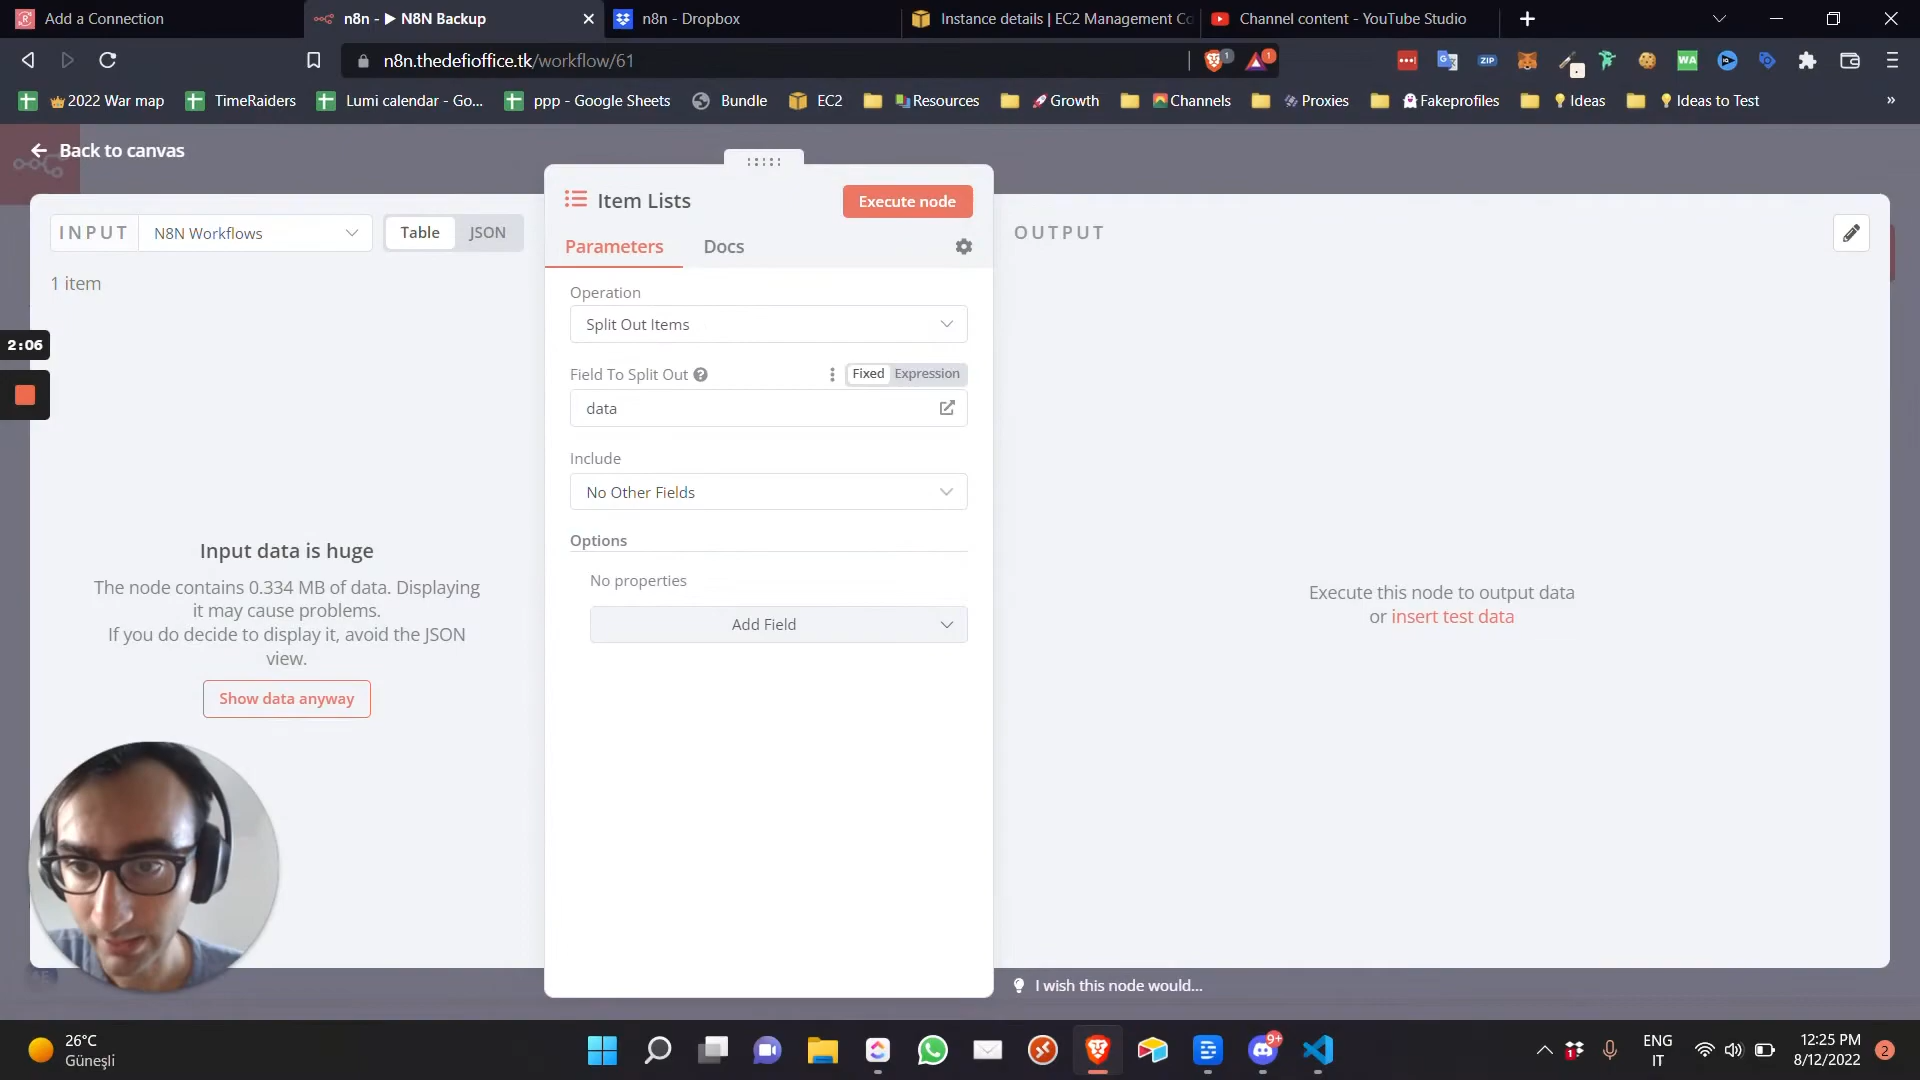 Add a Connection
n8n - ▶ N8N Backup
n8n - Dropbox
Instance details | EC2 Management Co
Channel content - YouTube Studio
n8n.thedefioffice.tk/workflow/61
1
1
ZIP
WA
2022 War map
TimeRaiders
Lumi calendar - Go...
ppp - Google Sheets
Bundle
EC2
Resources
Growth
Channels
Proxies
Fakeprofiles
Ideas
Ideas to Test
»
Back to canvas
INPUT
N8N Workflows
Table
JSON
1 item
2:06
Input data is huge
The node contains 0.334 MB of data. Displaying
it may cause problems.
If you do decide to display it, avoid the JSON
view.
Show data anyway
Item Lists
Execute node
Parameters
Docs
Operation
Split Out Items
Field To Split Out
Fixed
Expression
data
Include
No Other Fields
Options
No properties
Add Field
OUTPUT
Execute this node to output data
or insert test data
I wish this node would...
26°C
Güneşli
9+
1
ENG
IT
12:25 PM
8/12/2022
2